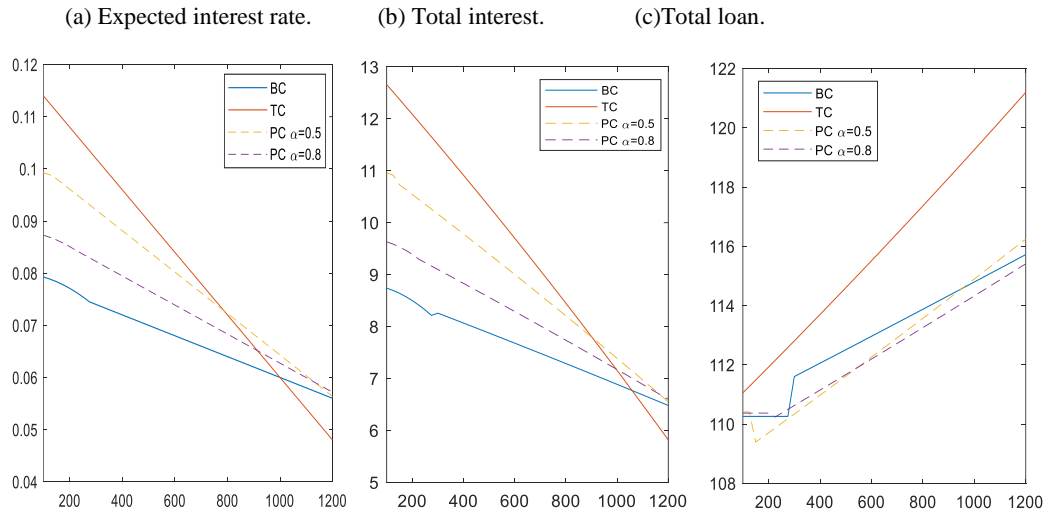 (a) Expected interest rate.
(b) Total interest.
(c)Total loan.
0.12
0.11
0.1
0.09
0.08
0.07
0.06
0.05
0.04
200 400 600 800 1000 1200
BC
TC
PC α=0.5
PC α=0.8
13
12
11
10
9
8
7
6
5
200 400 600 800 1000 1200
BC
TC
PC α=0.5
PC α=0.8
122
120
118
116
114
112
110
108
200 400 600 800 1000 1200
BC
TC
PC α=0.5
PC α=0.8